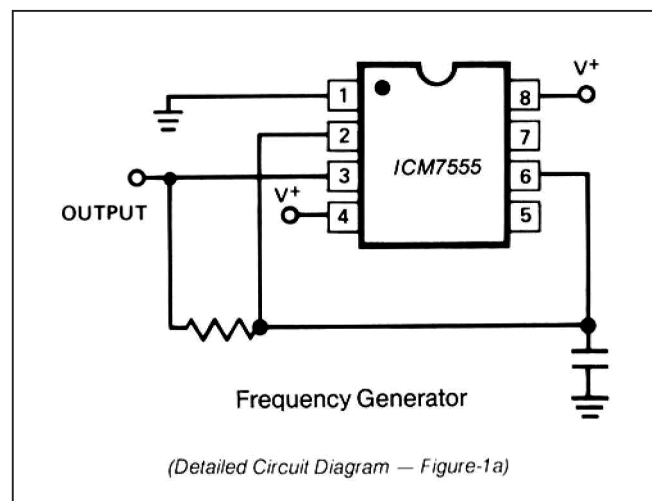 V+
1
8
2
7
ICM7555
3
6
V+
OUTPUT
4
5
Frequency Generator
(Detailed Circuit Diagram — Figure-1a)